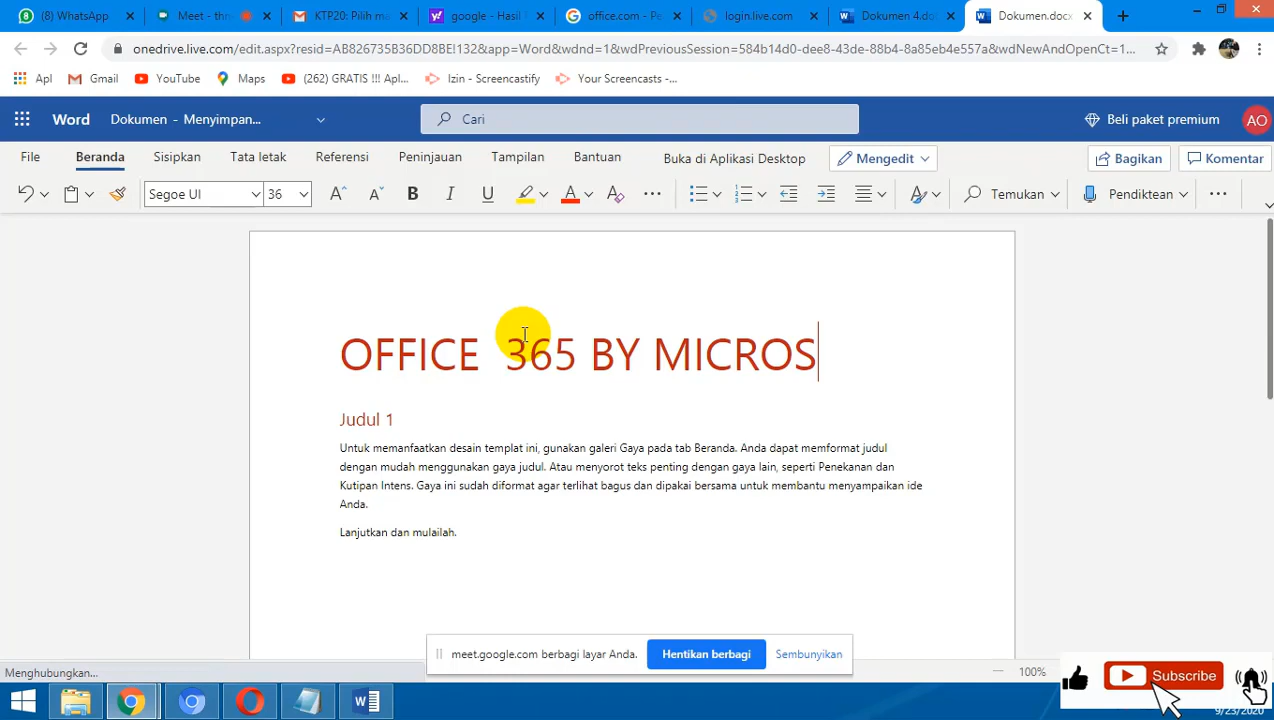 (8) WhatsApp
Meet - thr
KTP20: Pilih m
google - Hasil
office.com - Pe
login.live.com
Dokumen 4.do
Dokumen.docx
onedrive.live.com/edit.aspx?resid=AB826735B36DD8BE!132&app=Word&wdnd=1&wdPreviousSession=584b14d0-dee8-43de-88b4-8a85eb4e557a&wdNewAndOpenCt=1...
Apl
Gmail
YouTube
Maps
(262) GRATIS !!! Apl...
Izin - Screencastify
Your Screencasts -...
Word
Dokumen - Menyimpan...
Cari
Beli paket premium
AO
File
Beranda
Sisipkan
Tata letak
Referensi
Peninjauan
Tampilan
Bantuan
Buka di Aplikasi Desktop
Mengedit
Bagikan
Komentar
Segoe UI
36
Temukan
Pendiktean
OFFICE  365 BY MICROS
Judul 1
Untuk memanfaatkan desain templat ini, gunakan galeri Gaya pada tab Beranda. Anda dapat memformat judul
dengan mudah menggunakan gaya judul. Atau menyorot teks penting dengan gaya lain, seperti Penekanan dan
Kutipan Intens. Gaya ini sudah diformat agar terlihat bagus dan dipakai bersama untuk membantu menyampaikan ide
Anda.
Lanjutkan dan mulailah.
meet.google.com berbagi layar Anda.
Hentikan berbagi
Sembunyikan
Menghubungkan...
100%
Subscribe
9/23/2020